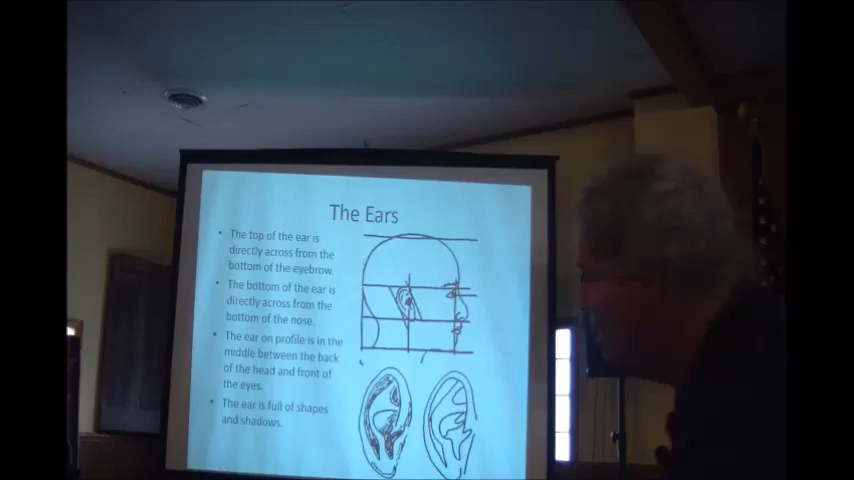 The Ears
• The top of the ear is
directly across from the
bottom of the eyebrow.
• The bottom of the ear is
directly across from the
bottom of the nose.
• The ear on profile is in the
middle between the back
of the head and front of
the eyes.
• The ear is full of shapes
and shadows.